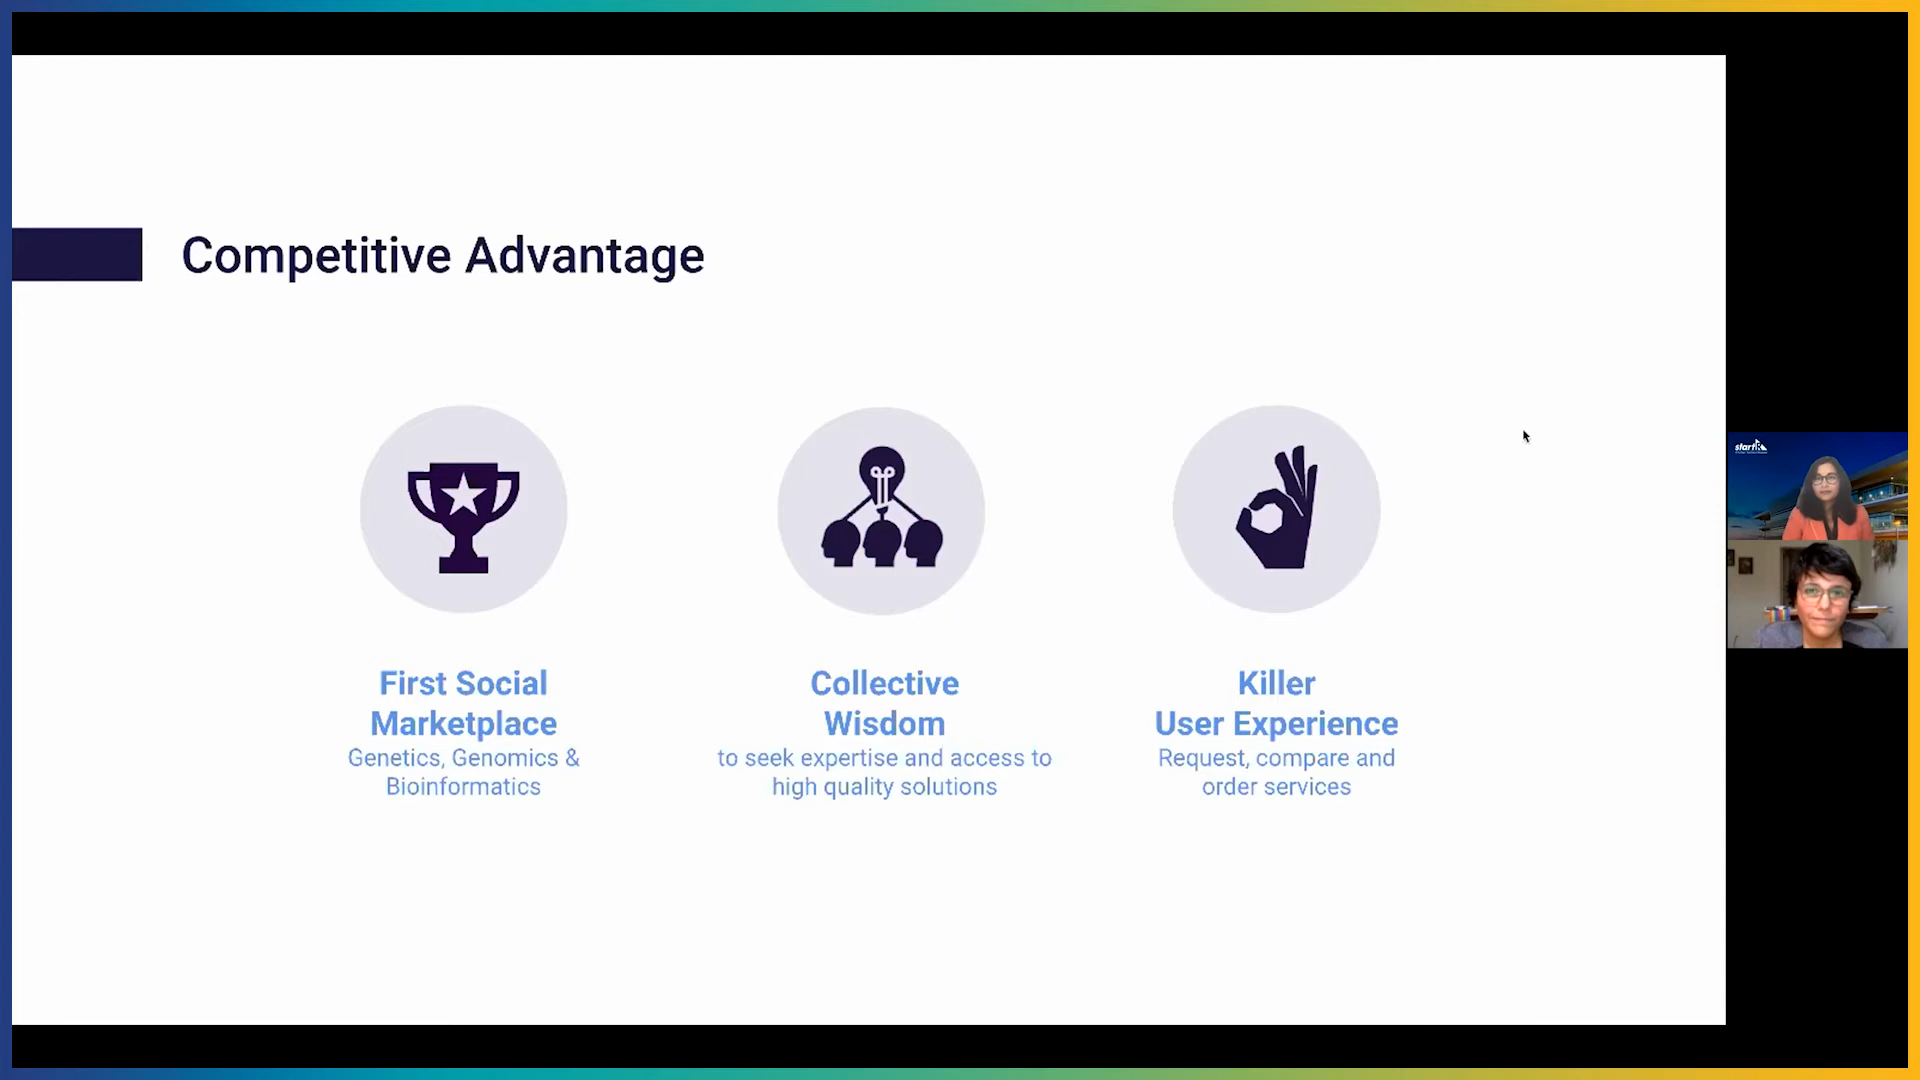 Competitive Advantage
First Social
Marketplace
Genetics, Genomics &
Bioinformatics
Collective
Wisdom
to seek expertise and access to
high quality solutions
Killer
User Experience
Request, compare and
order services